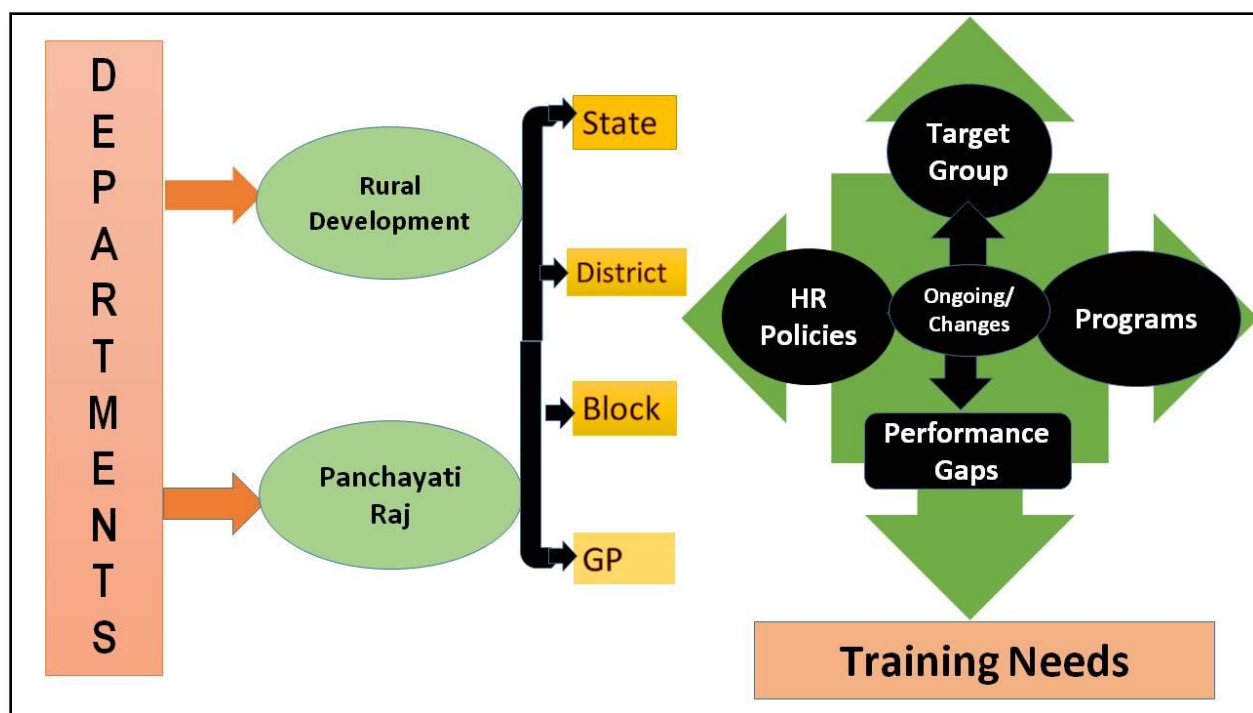 DEPARTMENTS
Rural
Development
Panchayati
Raj
State
District
Block
GP
Target
Group
HR
Policies
Ongoing/
Changes
Programs
Performance
Gaps
Training Needs